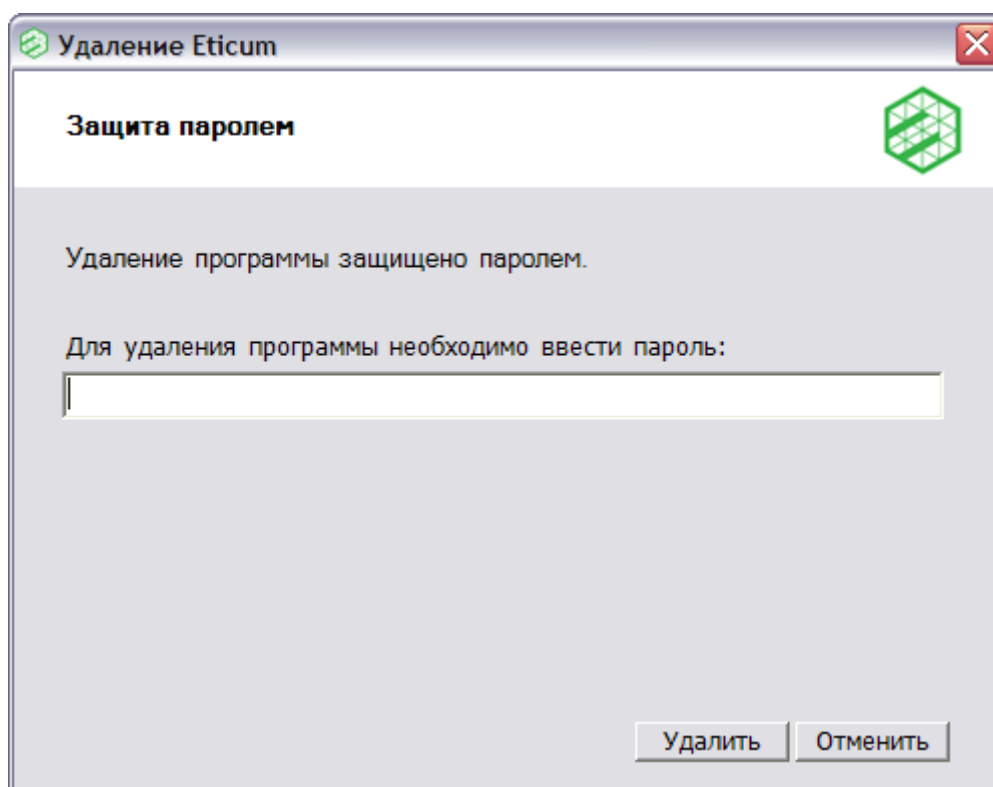 Удаление Eticum
Защита паролем
Удаление программы защищено паролем.
Для удаления программы необходимо ввести пароль:
Удалить Отменить